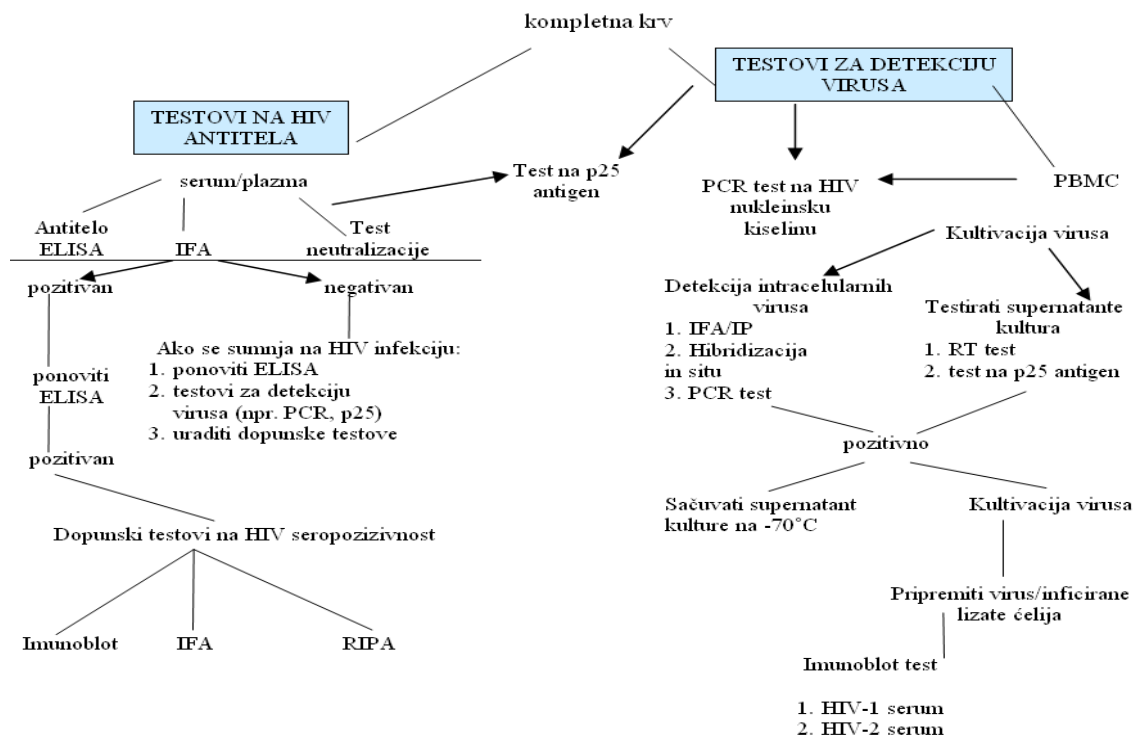 kompletna krv
TESTOVI ZA DETEKCIJU
VIRUSA
TESTOVI NA HIV
ANTITELA
serum/plazma
Test na p25
antigen
PCR test na HIV
nukleinsku
kiselinu
PBMC
Antitelo
ELISA
IFA
Test
neutralizacije
Kultivacija virusa
pozitivan
negativan
Detekcija intracelularnih
virusa
1. IFA/IP
2. Hibridizacija
in situ
3. PCR test
Testirati supernatante
kultura
1. RT test
2. test na p25 antigen
Ako se sumnja na HIV infekciju:
1. ponoviti ELISA
2. testovi za detekciju
virusa (npr. PCR, p25)
3. uraditi dopunske testove
ponoviti
ELISA
pozitivan
pozitivno
Sačuvati supernatant
kulture na -70°C
Kultivacija virusa
Dopunski testovi na HIV seropozizivnost
Pripremiti virus/inficirane
lizate ćelija
Imunoblot
IFA
RIPA
Imunoblot test
1. HIV-1 serum
2. HIV-2 serum